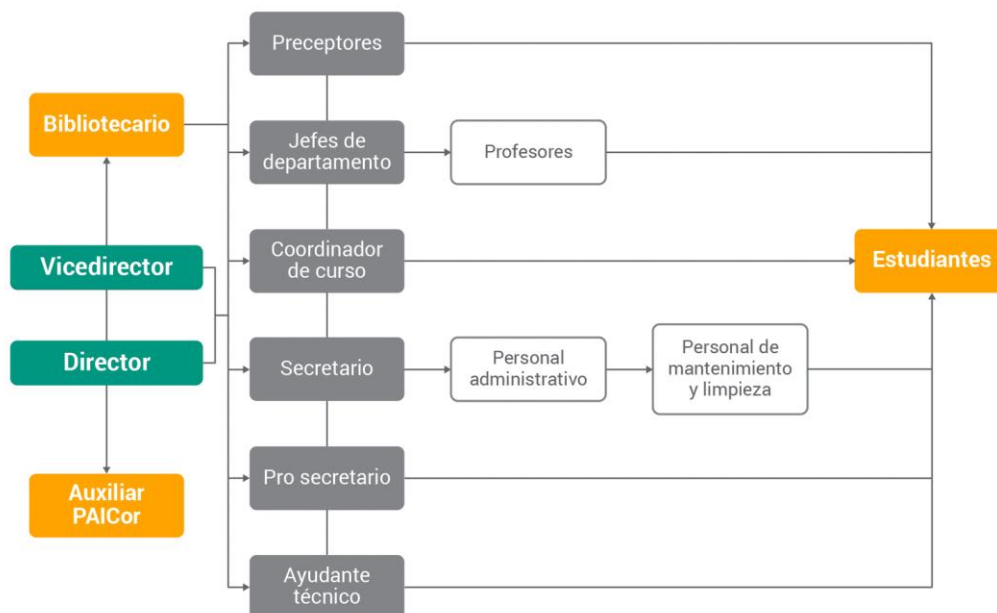 Preceptores
Bibliotecario
Jefes de
departamento
Profesores
Vicedirector
Coordinador
de curso
Estudiantes
Director
Secretario
Personal
administrativo
Personal de
mantenimiento
y limpieza
Auxiliar
PAICor
Pro secretario
Ayudante
técnico